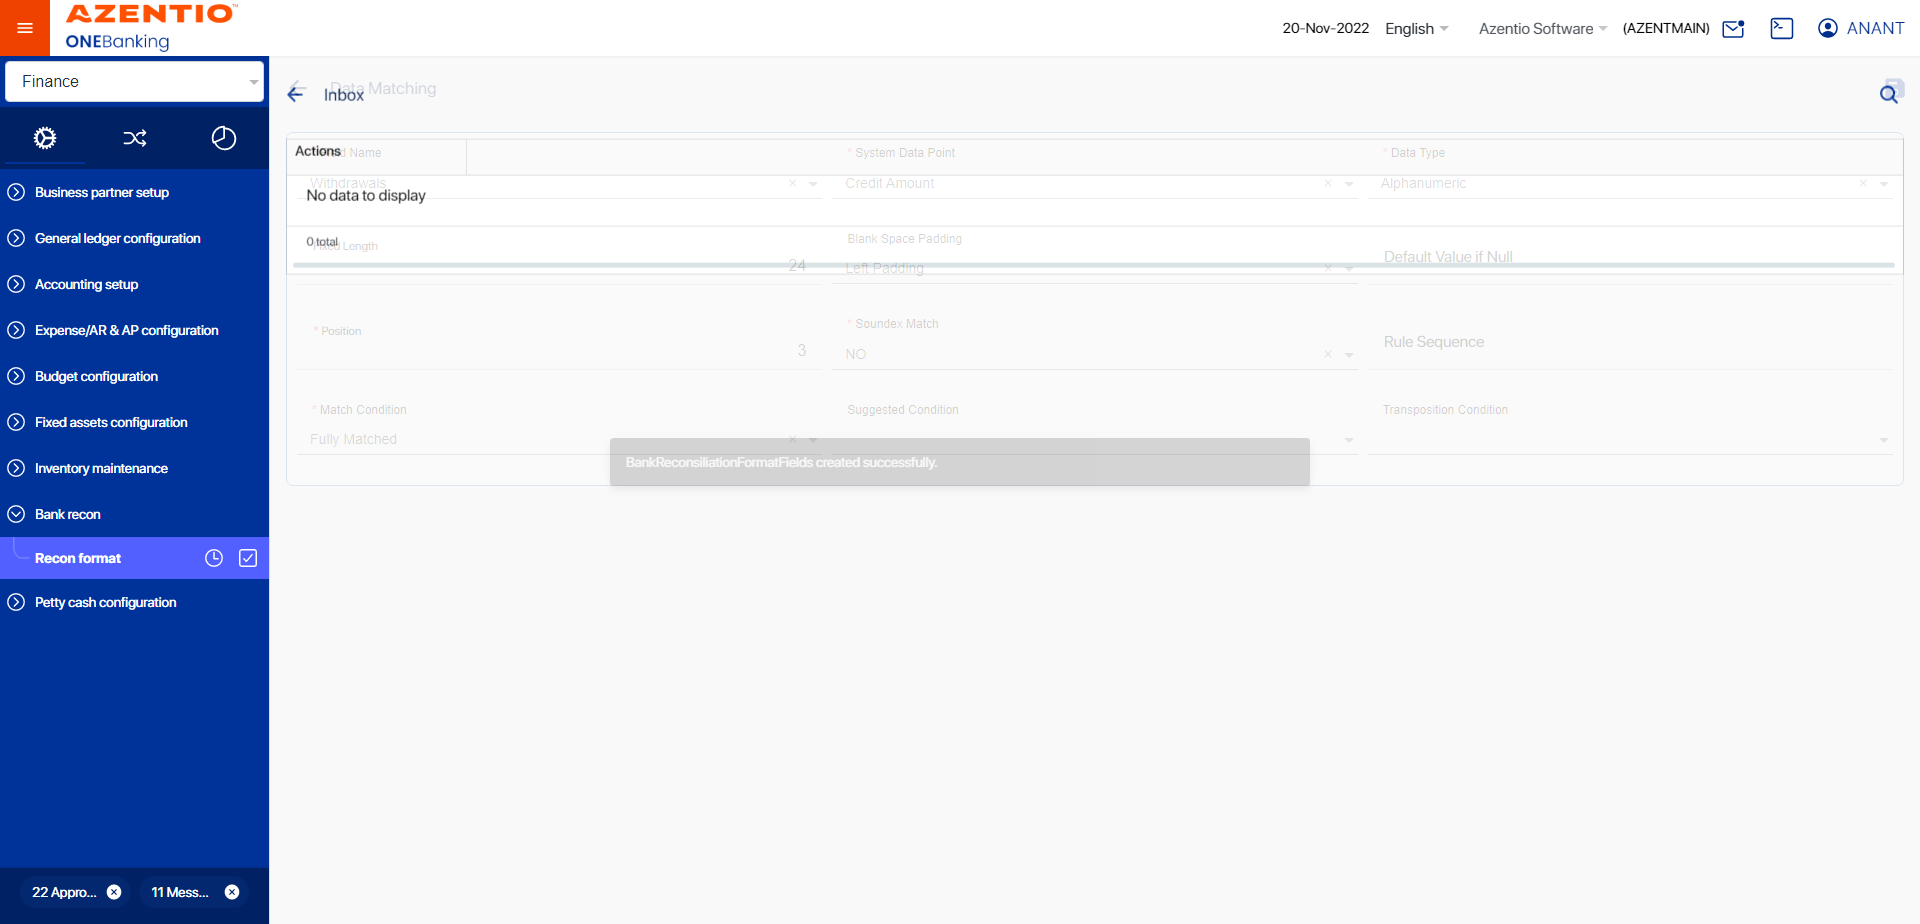 AZENTIO™
ONEBanking
20-Nov-2022
English
Azentio Software
(AZENTMAIN)
ANANT
Finance
Data Matching
Inbox
Actions
Name
* System Data Point
* Data Type
Withdrawals
Credit Amount
Alphanumeric
No data to display
0 total
Fixed Length
24
Blank Space Padding
Left Padding
Default Value if Null
* Position
3
* Soundex Match
NO
Rule Sequence
* Match Condition
Fully Matched
Suggested Condition
Transposition Condition
BankReconsiliationFormatFields created successfully.
Business partner setup
General ledger configuration
Accounting setup
Expense/AR & AP configuration
Budget configuration
Fixed assets configuration
Inventory maintenance
Bank recon
Recon format
Petty cash configuration
22 Appro...
11 Mess...